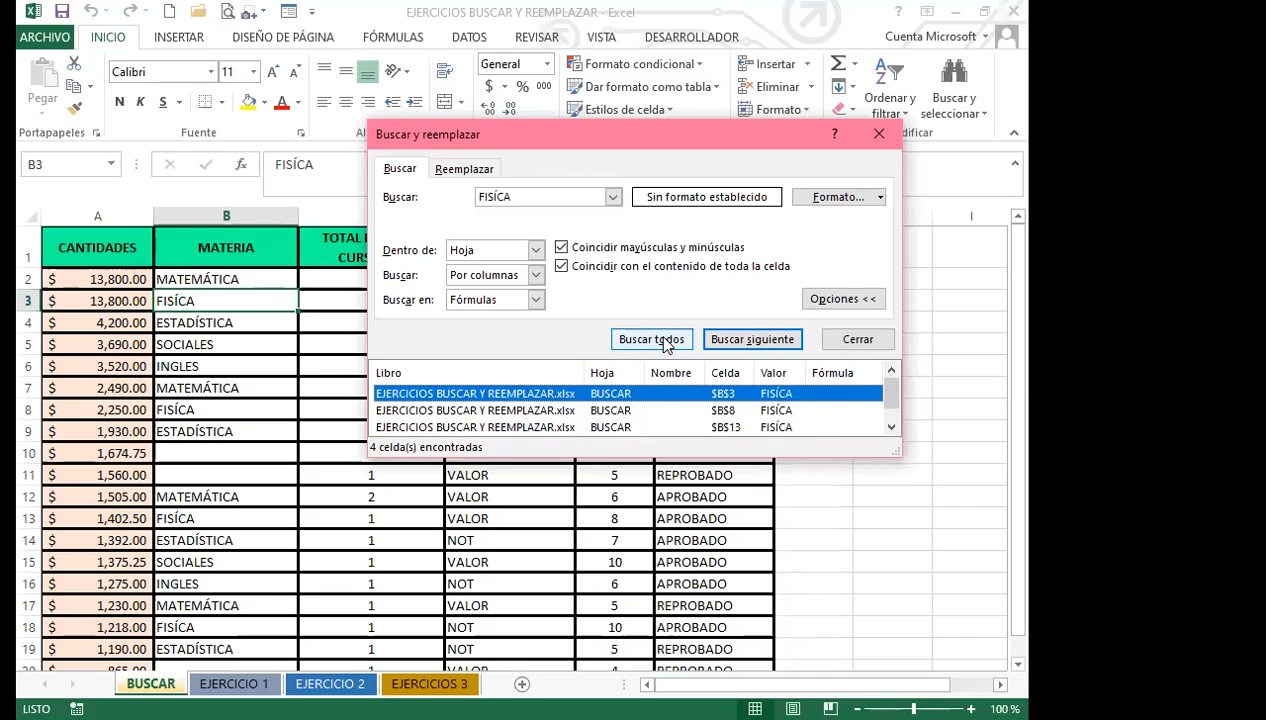 EJERCICIOS BUSCAR Y REEMPLAZAR - Excel
ARCHIVO INICIO INSERTAR DISEÑO DE PÁGINA FÓRMULAS DATOS REVISAR VISTA DESARROLLADOR Cuenta Microsoft
Pegar
Calibri 11
N K S
General
$ % 000
Formato condicional
Dar formato como tabla
Estilos de celda
Insertar
Eliminar
Formato
Ordenar y filtrar
Buscar y seleccionar
Portapapeles Fuente
B3 FISÍCA
Buscar y reemplazar
Buscar Reemplazar
Buscar: FISÍCA Sin formato establecido Formato...
Dentro de: Hoja Coincidir mayúsculas y minúsculas
Buscar: Por columnas Coincidir con el contenido de toda la celda
Buscar en: Fórmulas Opciones <<
Buscar todos Buscar siguiente Cerrar
Libro Hoja Nombre Celda Valor Fórmula
EJERCICIOS BUSCAR Y REEMPLAZAR.xlsx BUSCAR $B$3 FISÍCA
EJERCICIOS BUSCAR Y REEMPLAZAR.xlsx BUSCAR $B$8 FISÍCA
EJERCICIOS BUSCAR Y REEMPLAZAR.xlsx BUSCAR $B$13 FISÍCA
4 celda(s) encontradas
A B I
1 CANTIDADES MATERIA TOTAL
2 $ 13,800.00 MATEMÁTICA
3 $ 13,800.00 FISÍCA
4 $ 4,200.00 ESTADÍSTICA
5 $ 3,690.00 SOCIALES
6 $ 3,520.00 INGLES
7 $ 2,490.00 MATEMÁTICA
8 $ 2,250.00 FISÍCA
9 $ 1,930.00 ESTADÍSTICA
10 $ 1,674.75
11 $ 1,560.00 1 VALOR 5 REPROBADO
12 $ 1,505.00 MATEMÁTICA 2 VALOR 6 APROBADO
13 $ 1,402.50 FISÍCA 1 VALOR 8 APROBADO
14 $ 1,392.00 ESTADÍSTICA 1 NOT 7 APROBADO
15 $ 1,375.25 SOCIALES 1 VALOR 10 APROBADO
16 $ 1,275.00 INGLES 1 NOT 6 APROBADO
17 $ 1,230.00 MATEMÁTICA 1 VALOR 5 APROBADO
18 $ 1,218.00 FISÍCA 1 NOT 10 APROBADO
19 $ 1,190.00 ESTADÍSTICA 1 NOT 5 APROBADO
BUSCAR EJERCICIO 1 EJERCICIO 2 EJERCICIOS 3
LISTO 100 %